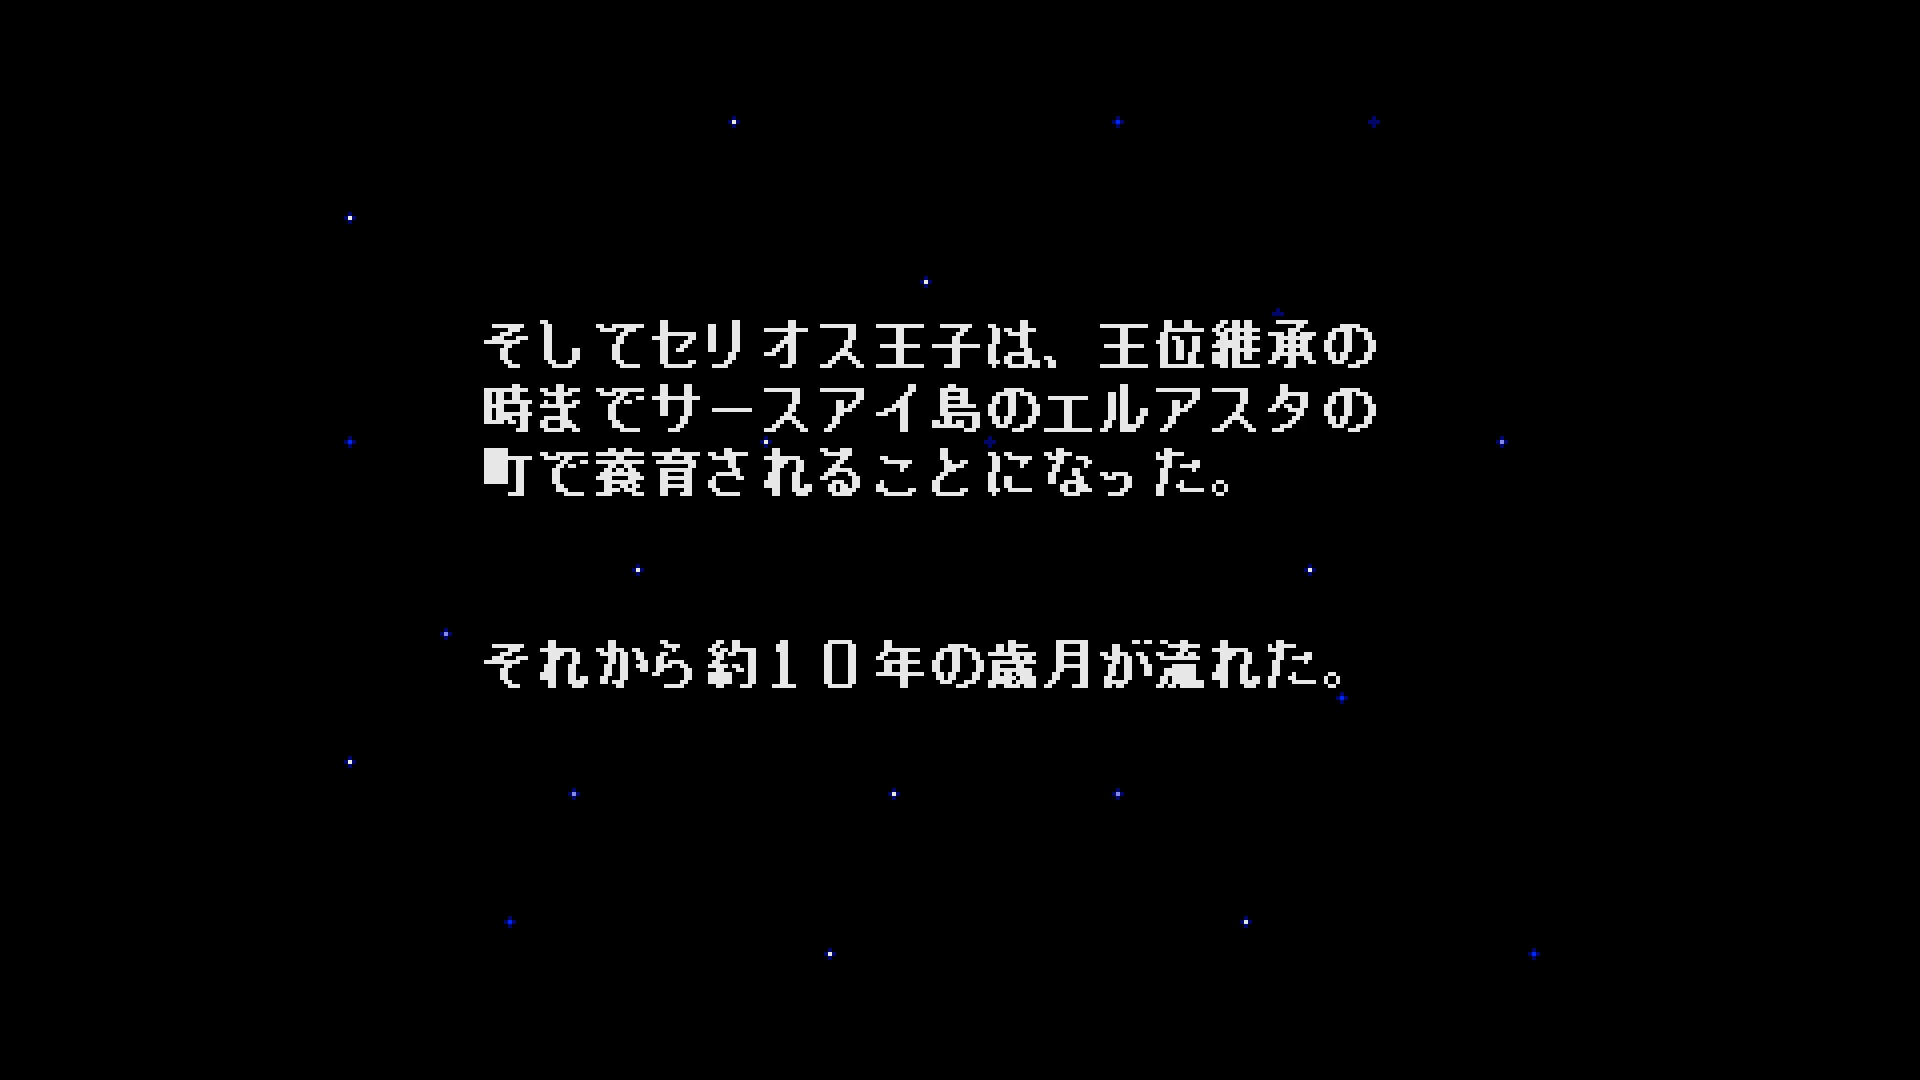 そしてセリオス王子は、王位継承の
時までサースアイ島のエルアスタの
町で養育されることになった。
それから約１０年の歳月が流れた。